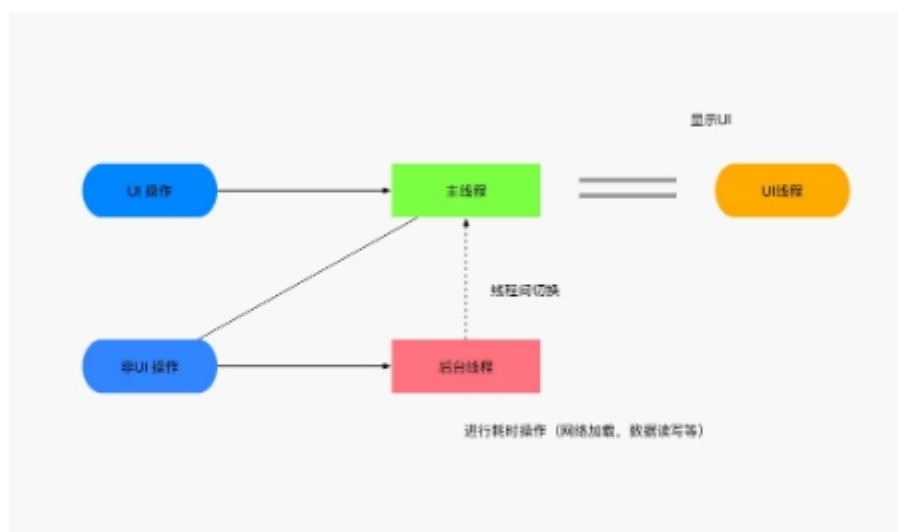 显示UI
UI 操作
主线程
UI线程
线程间切换
非UI 操作
后台线程
进行耗时操作（网络加载，数据读写等）